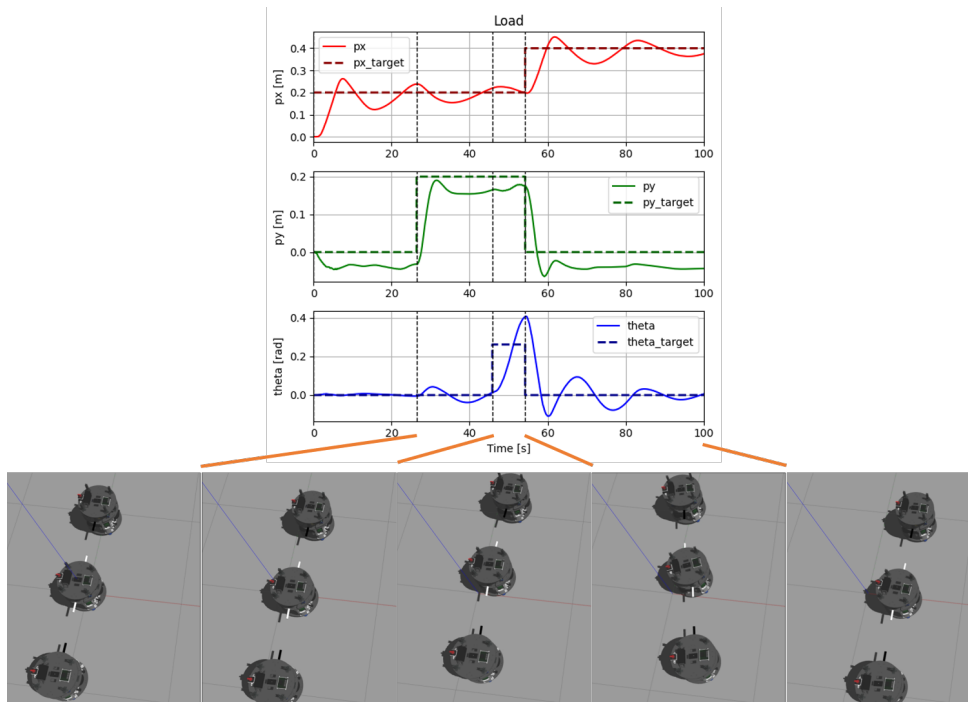 Load
px [m]
0.4
0.3
0.2
0.1
0.0
px
px_target
0
20
40
60
80
100
py [m]
0.2
0.1
0.0
py
py_target
0
20
40
60
80
100
theta [rad]
0.4
0.2
0.0
theta
theta_target
0
20
40
60
80
100
Time [s]